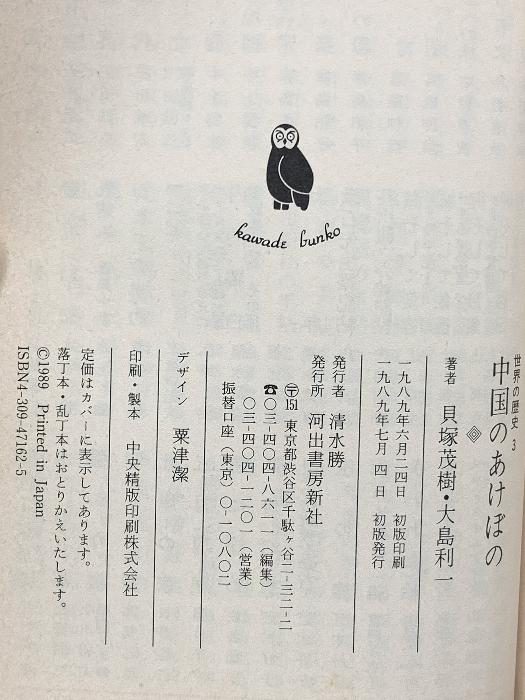 kawade bunko
世界の歴史 3
中国のあけぼの
著者 貝塚茂樹・大島利一
一九八九年六月二四日 初版印刷
一九八九年七月 四日 初版発行
発行者 清水勝
発行所 河出書房新社
〒151 東京都渋谷区千駄ヶ谷二-三二-二
☎〇三-四〇四-八六一一(編集)
〇三-四〇四-一二〇一(営業)
振替口座(東京)〇-一〇八〇二
デザイン 粟津潔
印刷・製本 中央精版印刷株式会社
定価はカバーに表示してあります。
落丁本・乱丁本はおとりかえいたします。
©1989 Printed in Japan
ISBN4-309-47162-5